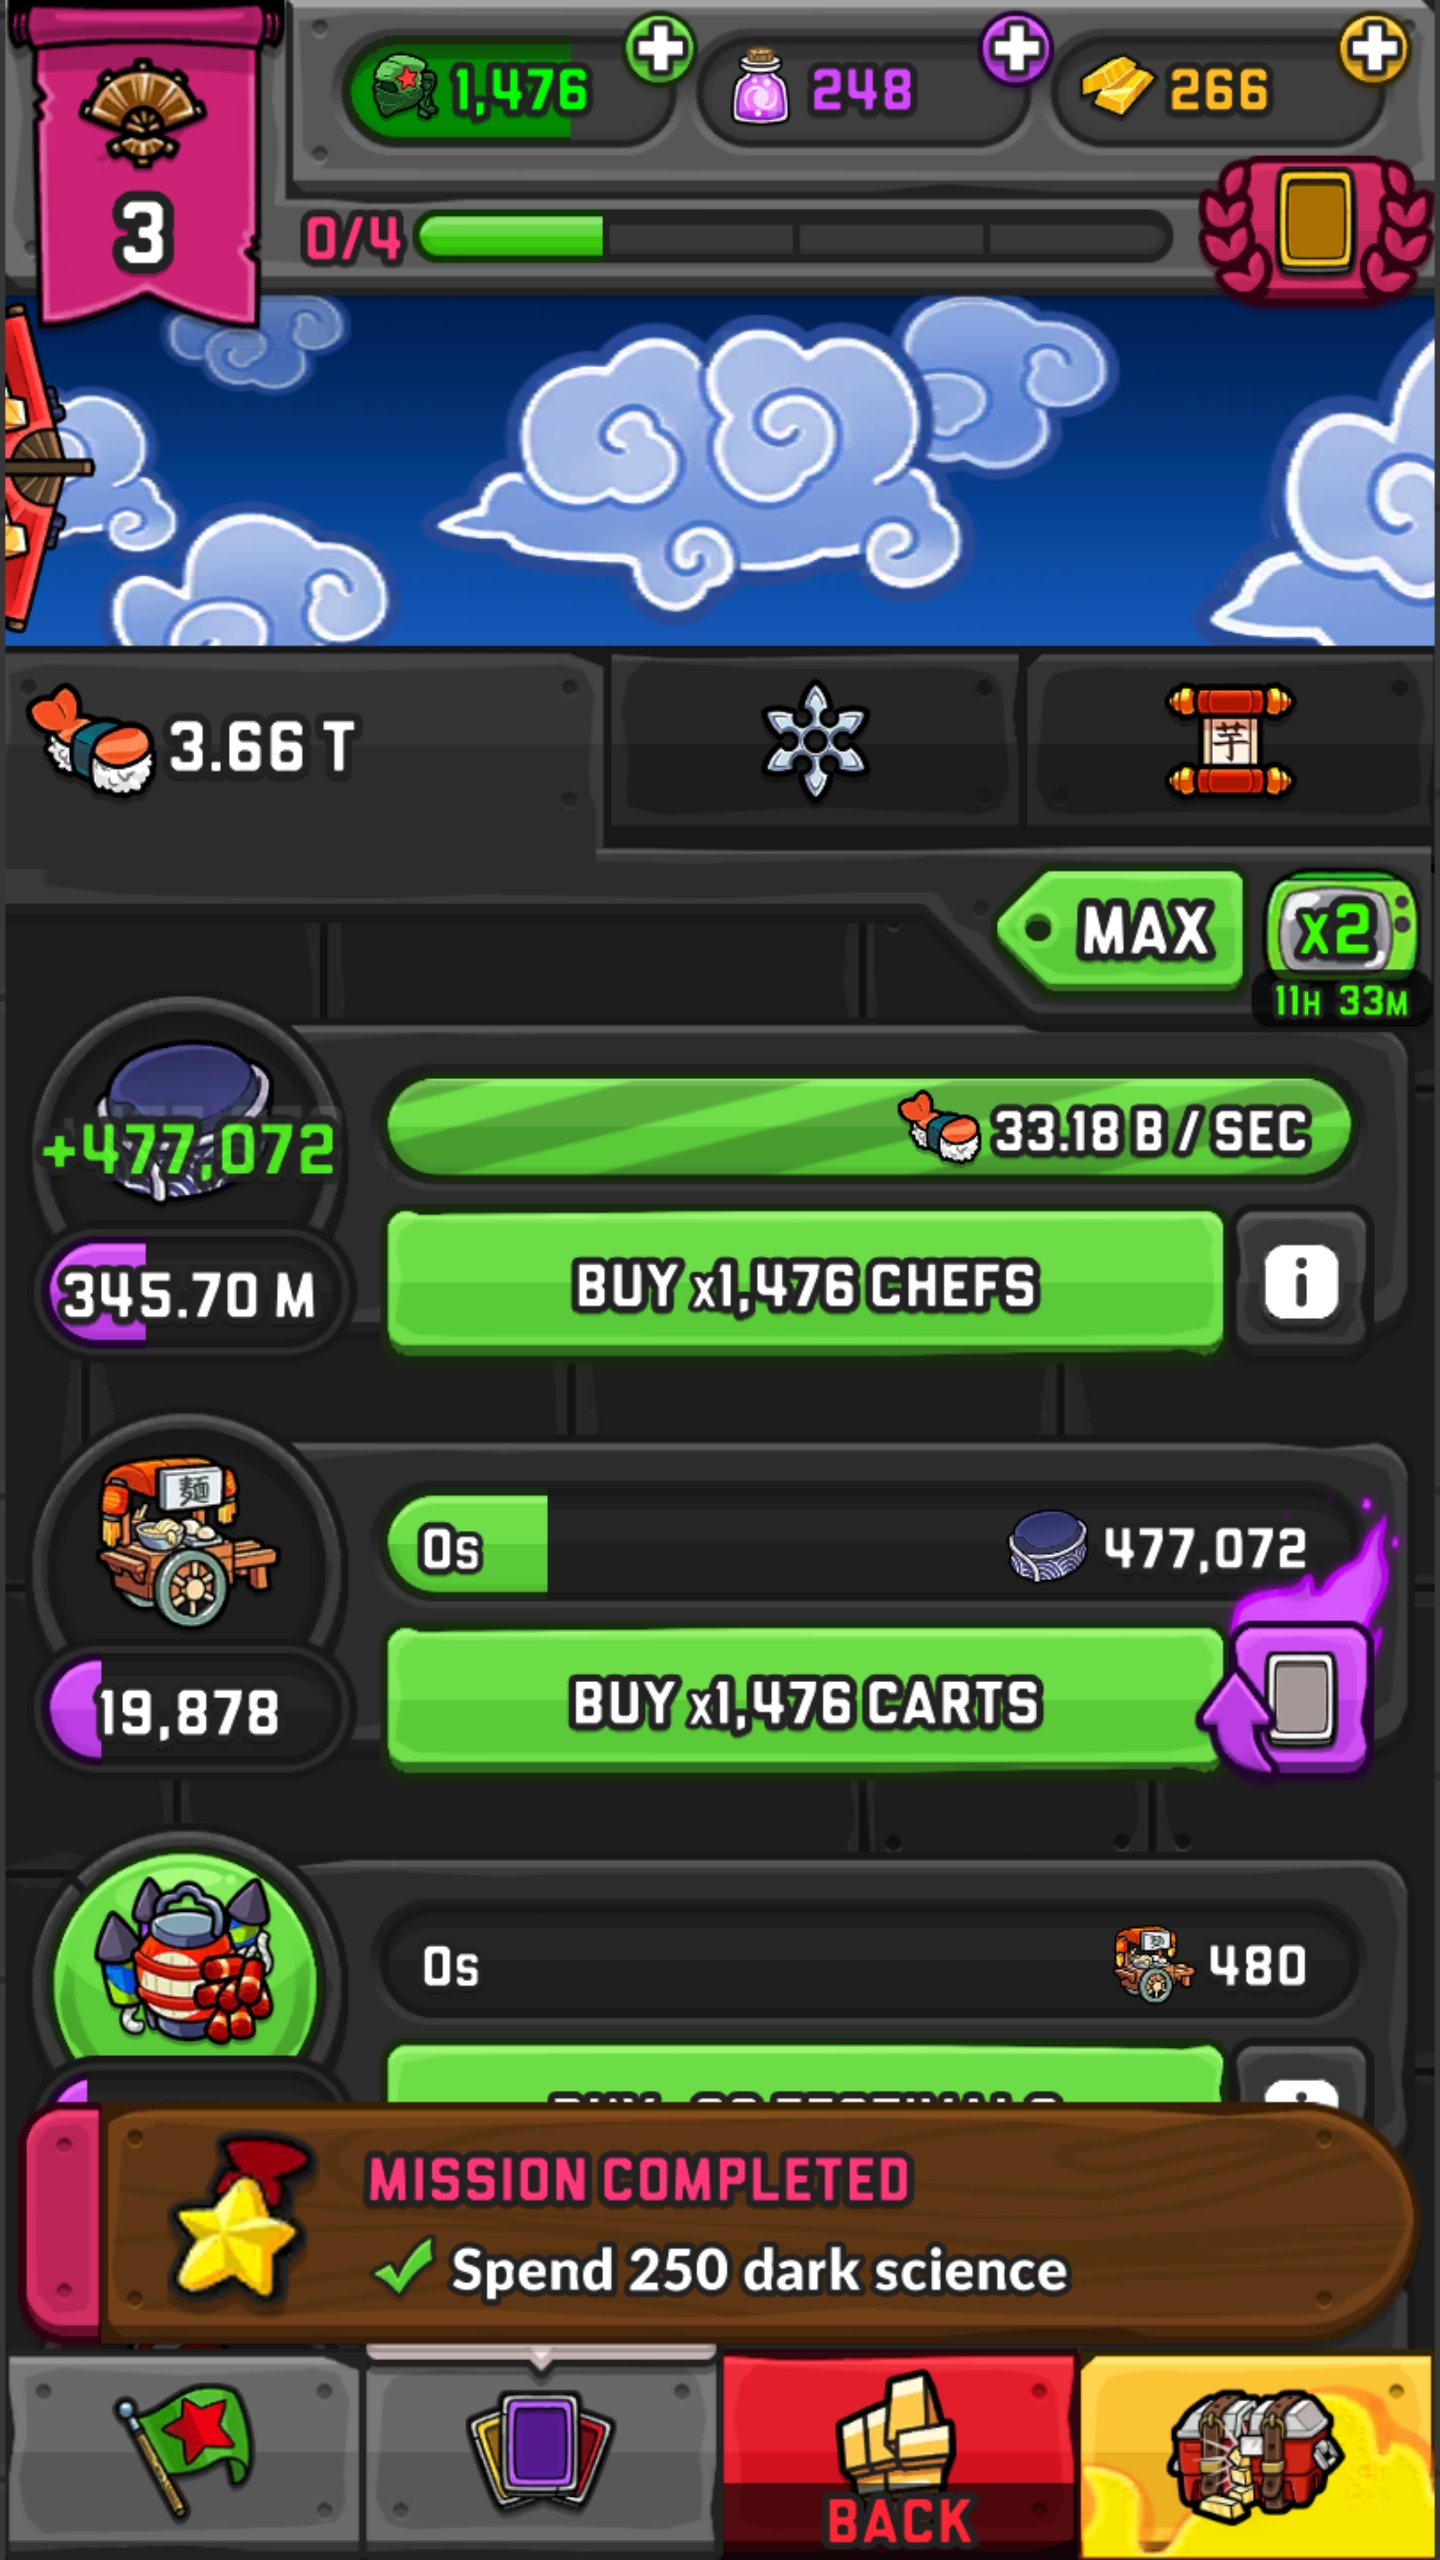 1,476
248
266
3
0/4
3.66 T
芋
MAX
x2
11H 33M
+477,072
33.18 B / SEC
345.70 M
BUY x1,476 CHEFS
麺
0s
477,072
19,878
BUY x1,476 CARTS
0s
480
MISSION COMPLETED
Spend 250 dark science
BACK